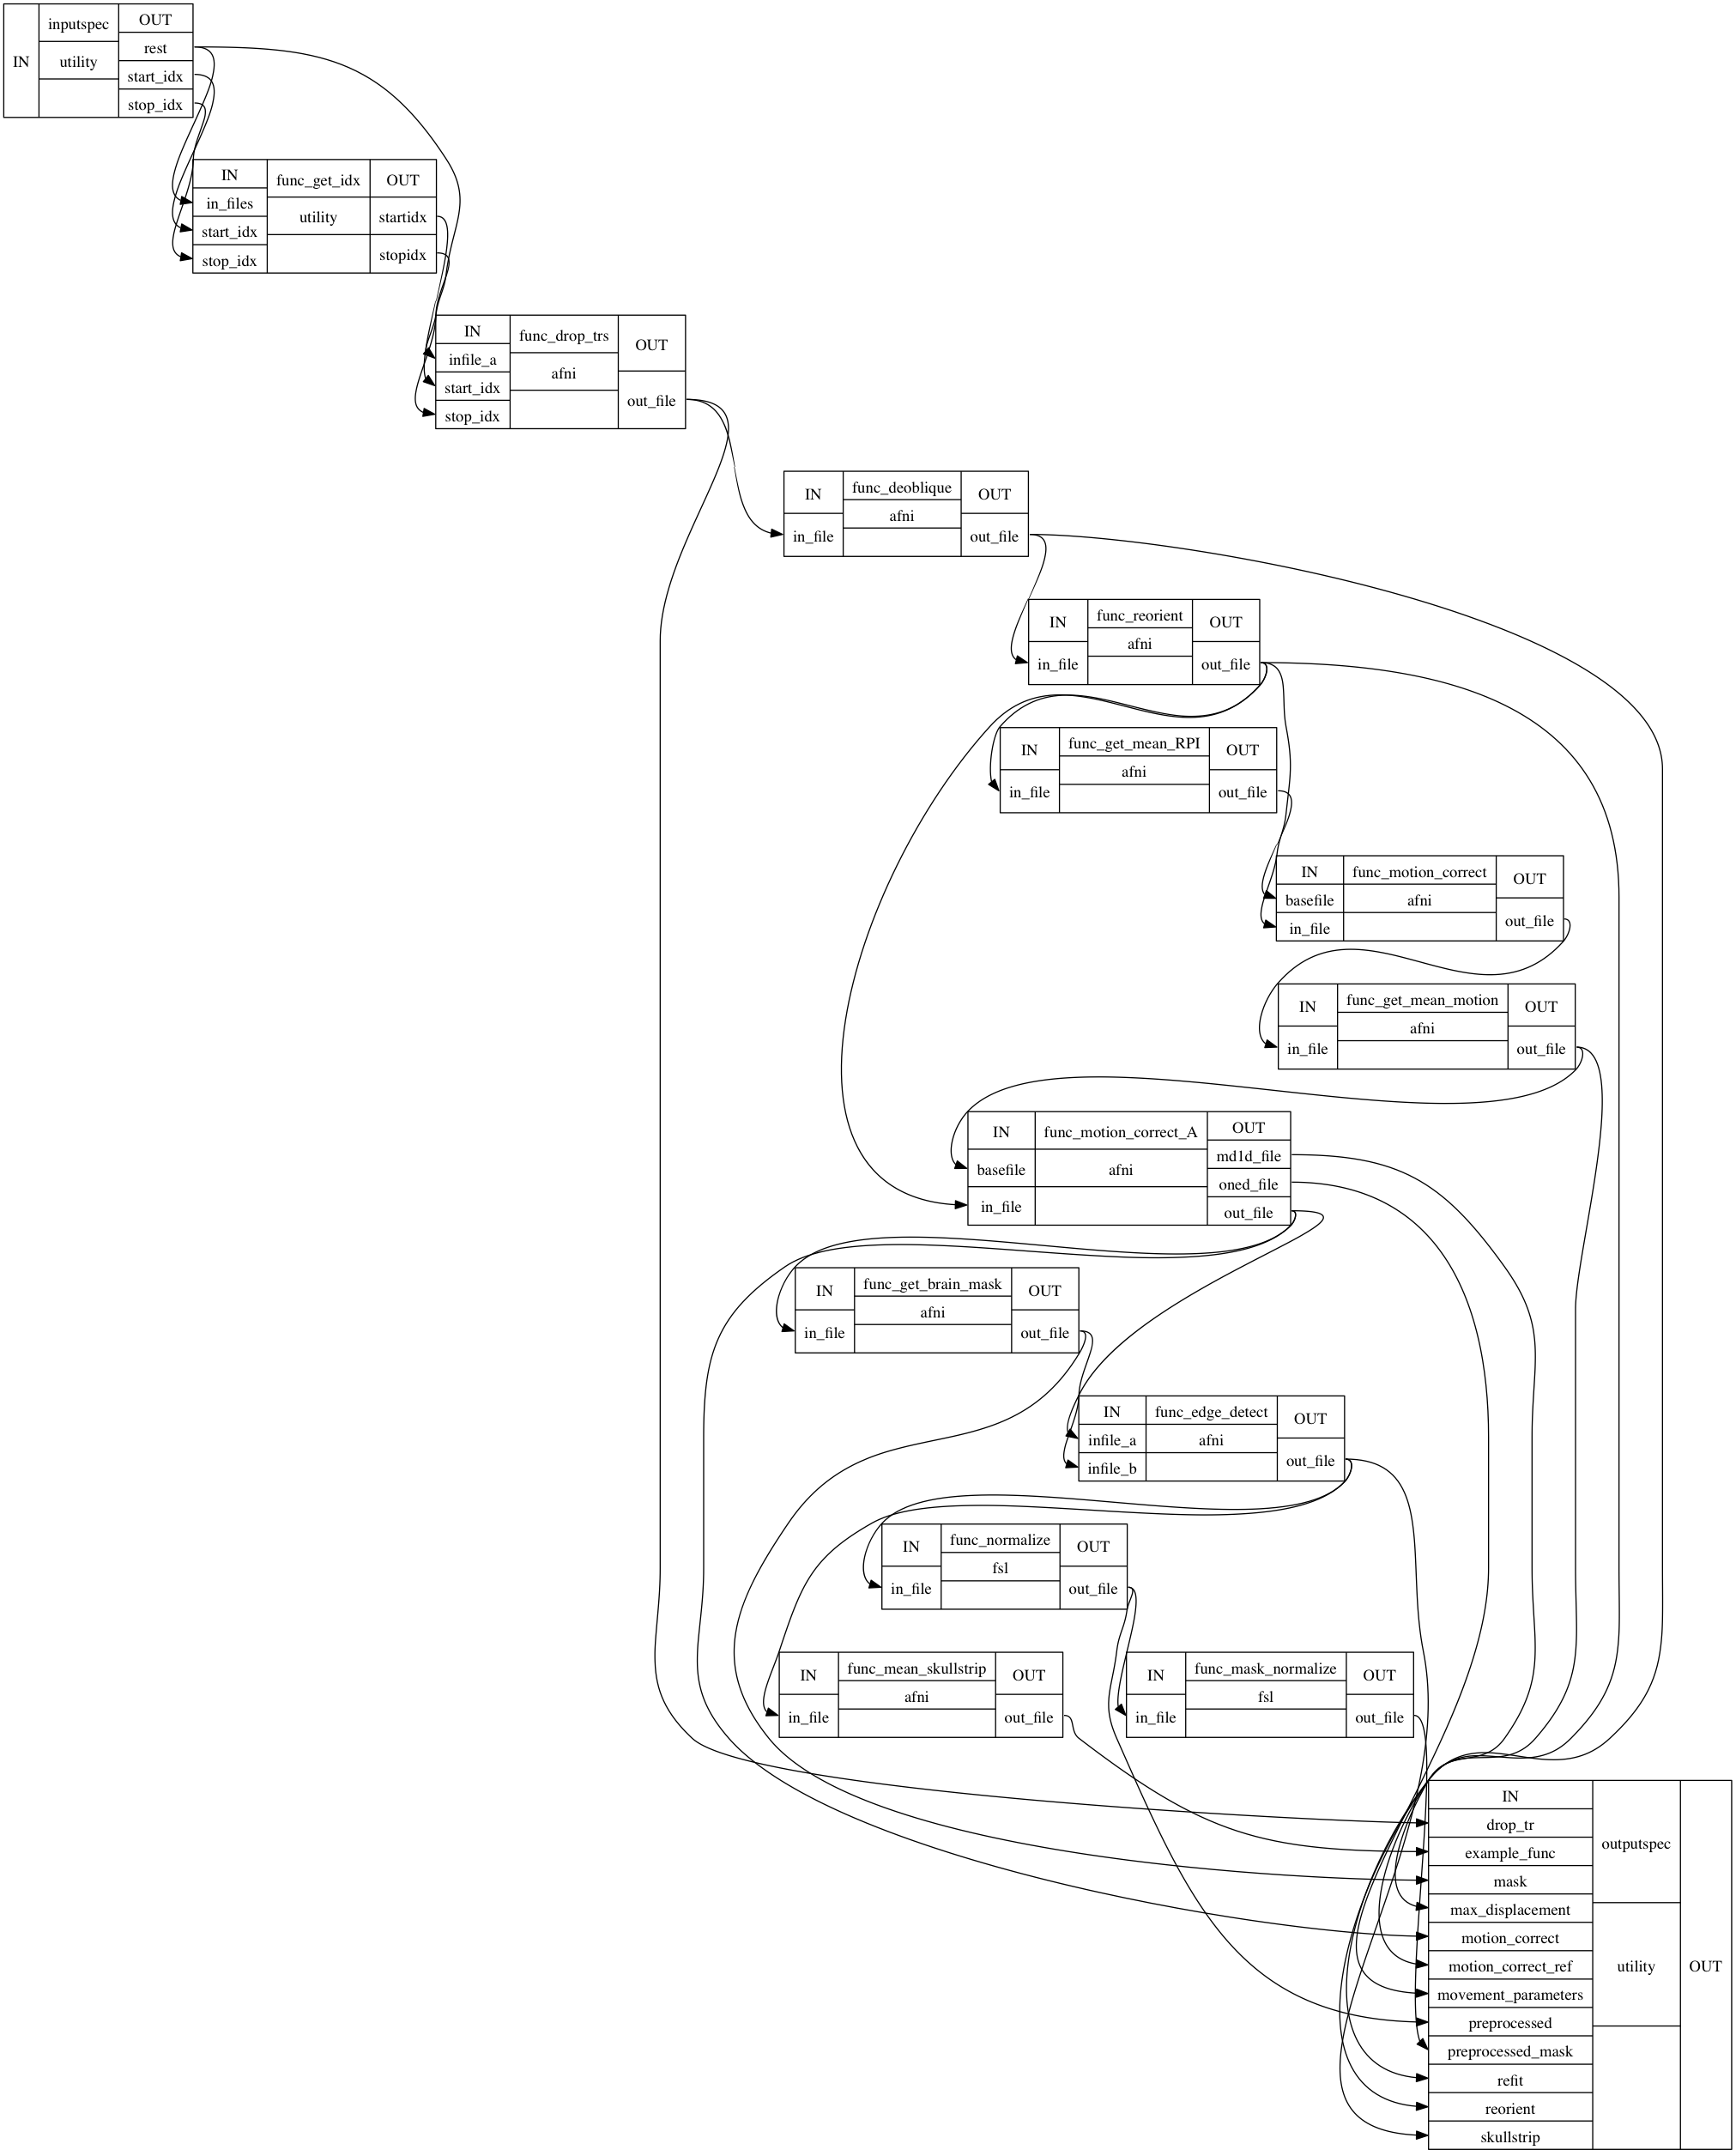 IN
inputspec
utility
OUT
rest
start_idx
stop_idx
IN
in_files
start_idx
stop_idx
func_get_idx
utility
OUT
startidx
stopidx
IN
infile_a
start_idx
stop_idx
func_drop_trs
afni
OUT
out_file
IN
in_file
func_deoblique
afni
OUT
out_file
IN
in_file
func_reorient
afni
OUT
out_file
IN
in_file
func_get_mean_RPI
afni
OUT
out_file
IN
basefile
in_file
func_motion_correct
afni
OUT
out_file
IN
in_file
func_get_mean_motion
afni
OUT
out_file
IN
basefile
in_file
func_motion_correct_A
afni
OUT
md1d_file
oned_file
out_file
IN
in_file
func_get_brain_mask
afni
OUT
out_file
IN
infile_a
infile_b
func_edge_detect
afni
OUT
out_file
IN
in_file
func_normalize
fsl
OUT
out_file
IN
in_file
func_mean_skullstrip
afni
OUT
out_file
IN
in_file
func_mask_normalize
fsl
OUT
out_file
IN
drop_tr
example_func
mask
max_displacement
motion_correct
motion_correct_ref
movement_parameters
preprocessed
preprocessed_mask
refit
reorient
skullstrip
outputspec
utility
OUT